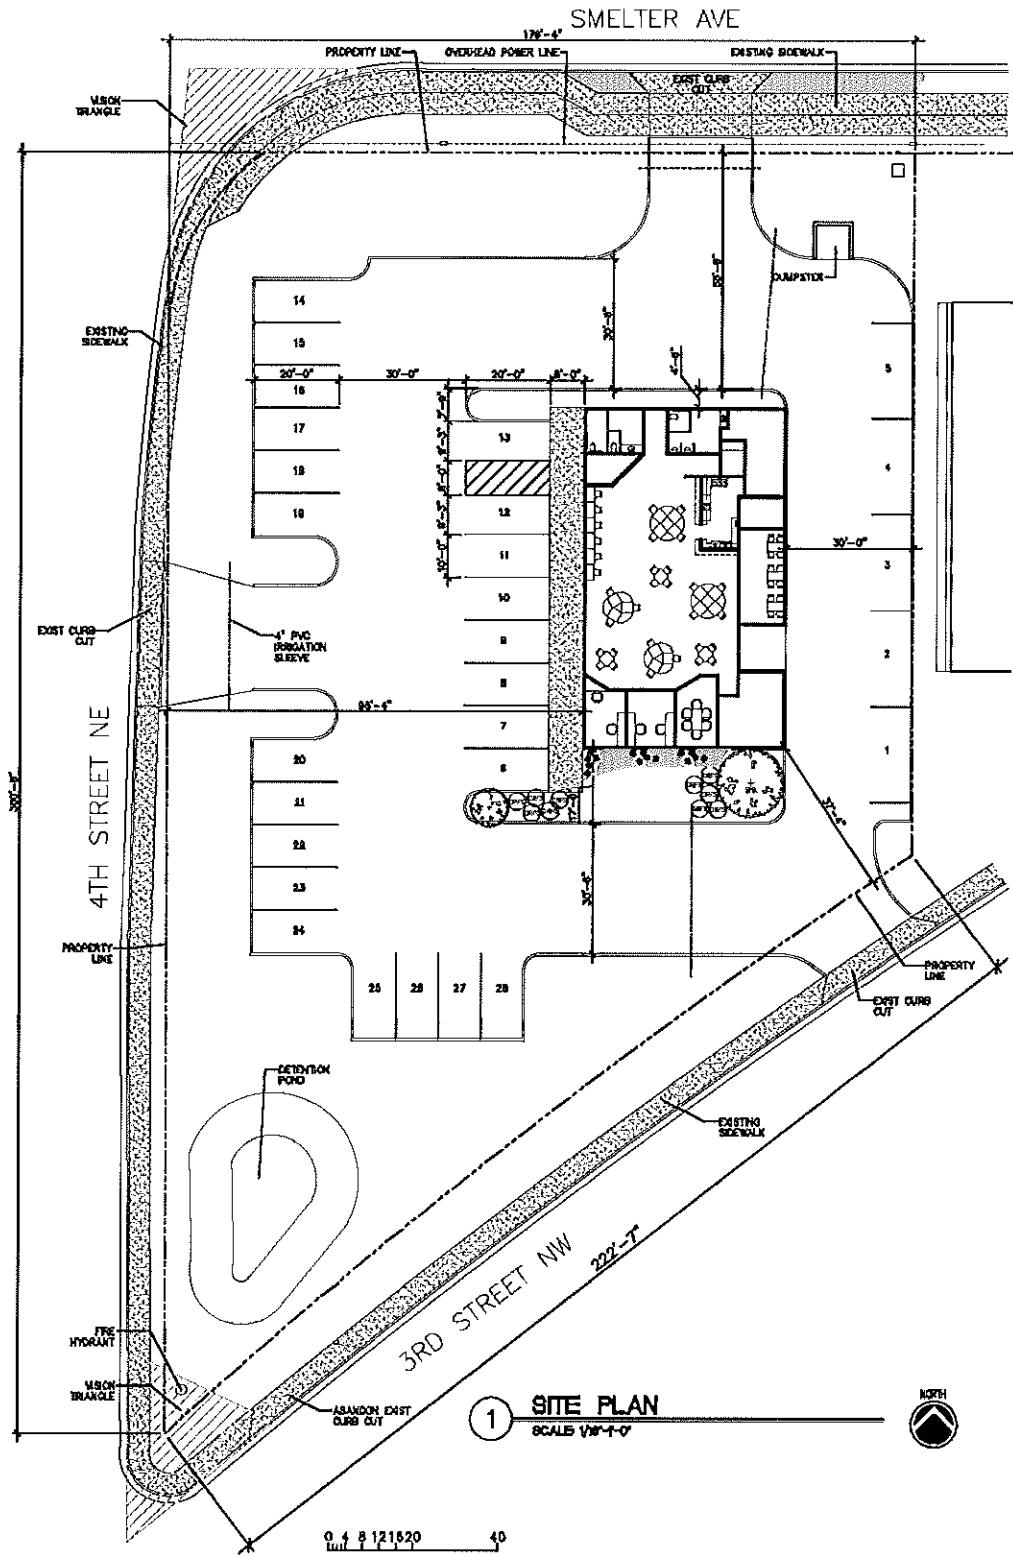 SMELTER AVE
PROPERTY LINE
OVERHEAD POWER LINE
EXISTING SIDEWALK
EXIST CURB
CUT
VISION
TRIANGLE
DUMPSTER
EXISTING
SIDEWALK
14
15
16
17
18
19
20'-0"
30'-0"
20'-0"
8'-0"
30'-0"
4'-0"
13
12
11
10
9
8
7
6
5
4
3
2
1
30'-0"
EXIST CURB
CUT
4" PVC
IRRIGATION
SLEEVE
4TH STREET NE
20
21
22
23
24
25
26
27
28
PROPERTY
LINE
PROPERTY
LINE
EXIST CURB
CUT
DETENTION
POND
EXISTING
SIDEWALK
3RD STREET NW
222'-7"
FIRE
HYDRANT
VISION
TRIANGLE
ABANDON EXIST
CURB CUT
1
SITE PLAN
NORTH
0 4 8 12 16 20 40